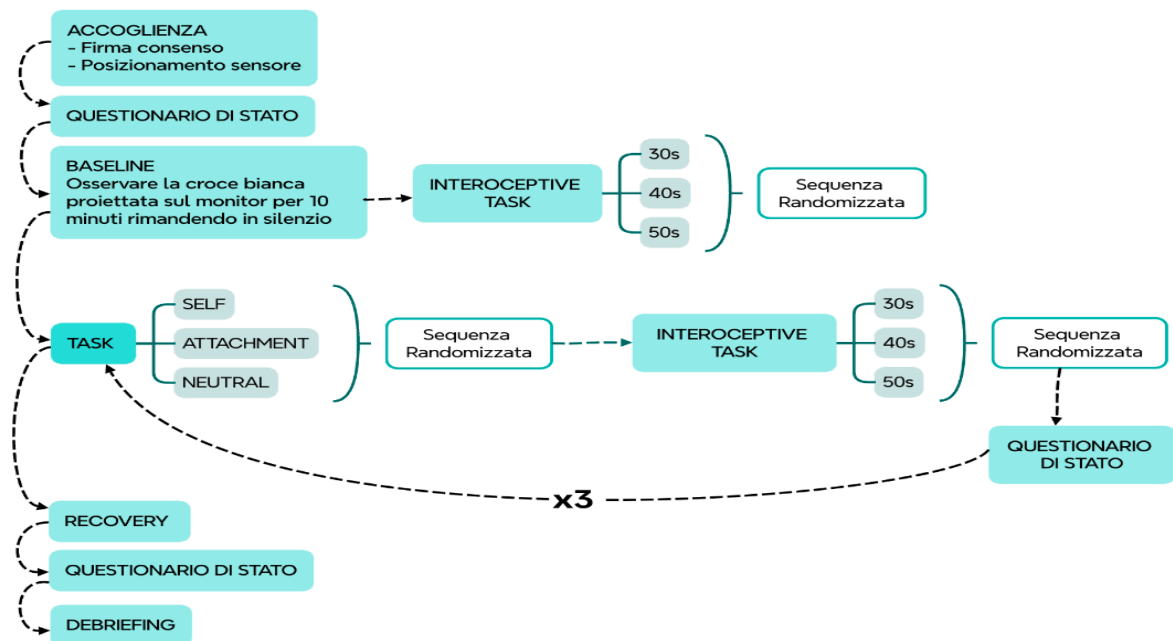 ACCOGLIENZA
- Firma consenso
- Posizionamento sensore
QUESTIONARIO DI STATO
BASELINE
Osservare la croce bianca
proiettata sul monitor per 10
minuti rimandendo in silenzio
INTEROCEPTIVE
TASK
30s
40s
50s
Sequenza
Randomizzata
TASK
SELF
ATTACHMENT
NEUTRAL
Sequenza
Randomizzata
INTEROCEPTIVE
TASK
30s
40s
50s
Sequenza
Randomizzata
QUESTIONARIO
DI STATO
x3
RECOVERY
QUESTIONARIO DI STATO
DEBRIEFING